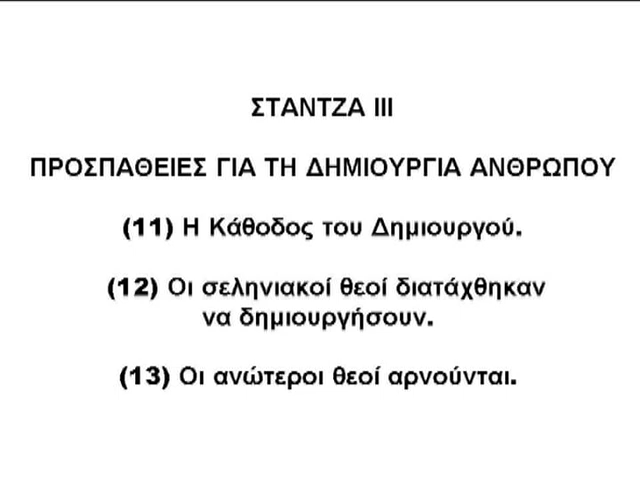 ΣΤΑΝΤΖΑ ΙΙΙ
ΠΡΟΣΠΑΘΕΙΕΣ ΓΙΑ ΤΗ ΔΗΜΙΟΥΡΓΙΑ ΑΝΘΡΩΠΟΥ
(11) Η Κάθοδος του Δημιουργού.
(12) Οι σεληνιακοί θεοί διατάχθηκαν
να δημιουργήσουν.
(13) Οι ανώτεροι θεοί αρνούνται.